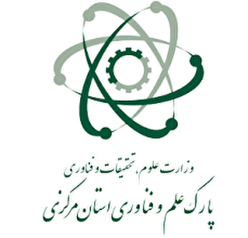 وزارت علوم، تحقیقات و فناوری
پارک علم و فناوری استان مرکزی